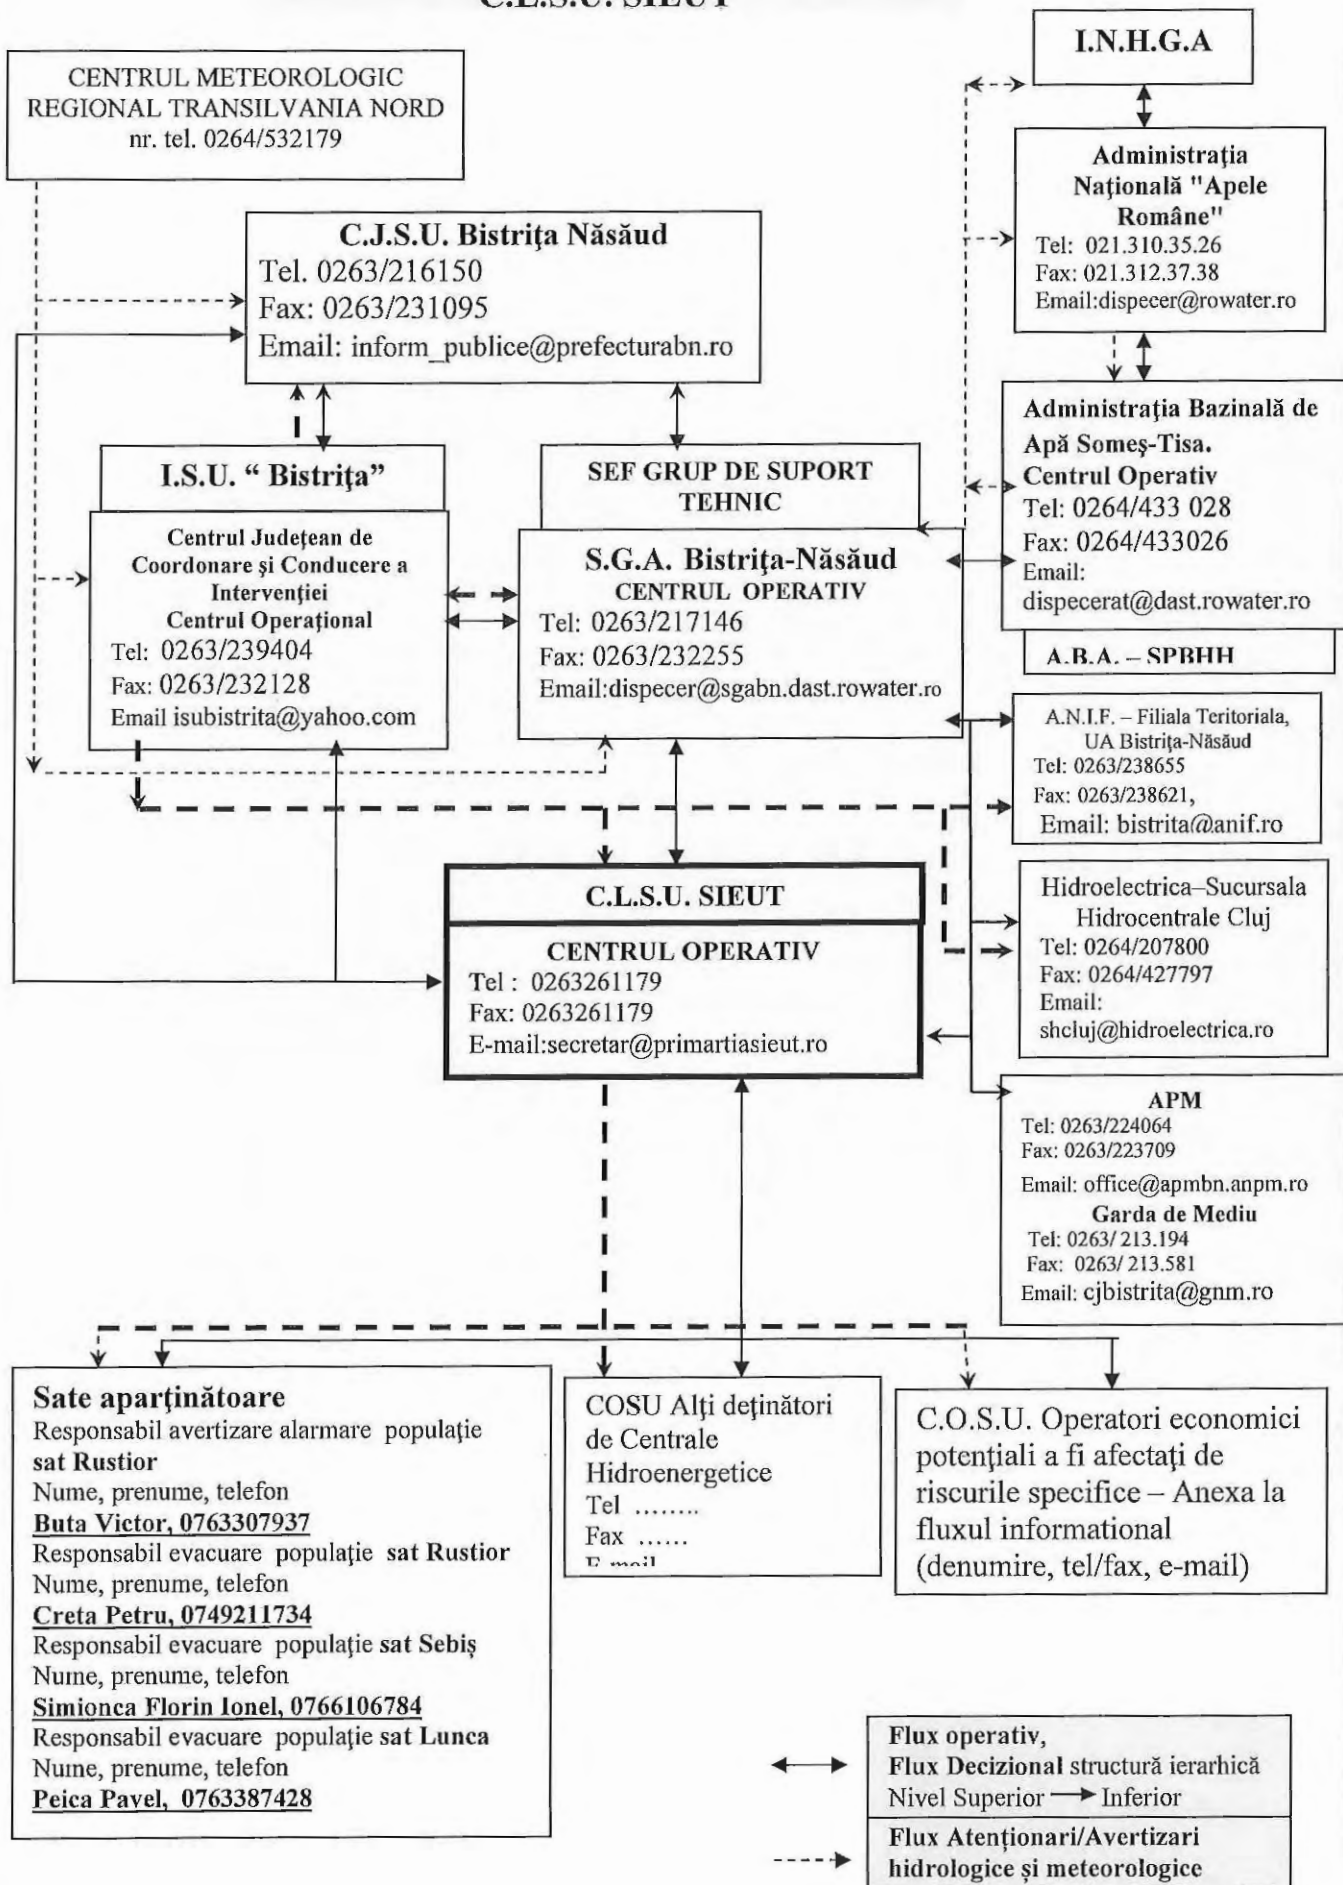 C.L.S.U. SIEUT
CENTRUL METEOROLOGIC
REGIONAL TRANSILVANIA NORD
nr. tel. 0264/532179
I.N.H.G.A
Administraţia
Naţională "Apele
Române"
Tel: 021.310.35.26
Fax: 021.312.37.38
Email:dispecer@rowater.ro
C.J.S.U. Bistriţa Năsăud
Tel. 0263/216150
Fax: 0263/231095
Email: inform_publice@prefecturabn.ro
Administraţia Bazinală de
Apă Someş-Tisa.
Centrul Operativ
Tel: 0264/433 028
Fax: 0264/433026
Email:
dispecerat@dast.rowater.ro
A.B.A. – SPBHH
I.S.U. “ Bistriţa”
Centrul Judeţean de
Coordonare şi Conducere a
Intervenţiei
Centrul Operaţional
Tel: 0263/239404
Fax: 0263/232128
Email isubistrita@yahoo.com
SEF GRUP DE SUPORT
TEHNIC
S.G.A. Bistriţa-Năsăud
CENTRUL OPERATIV
Tel: 0263/217146
Fax: 0263/232255
Email:dispecer@sgabn.dast.rowater.ro
A.N.I.F. – Filiala Teritoriala,
UA Bistriţa-Năsăud
Tel: 0263/238655
Fax: 0263/238621,
Email: bistrita@anif.ro
C.L.S.U. SIEUT
CENTRUL OPERATIV
Tel : 0263261179
Fax: 0263261179
E-mail:secretar@primartiasieut.ro
Hidroelectrica–Sucursala
Hidrocentrale Cluj
Tel: 0264/207800
Fax: 0264/427797
Email:
shcluj@hidroelectrica.ro
APM
Tel: 0263/224064
Fax: 0263/223709
Email: office@apmbn.anpm.ro
Garda de Mediu
Tel: 0263/ 213.194
Fax: 0263/ 213.581
Email: cjbistrita@gnm.ro
Sate aparţinătoare
Responsabil avertizare alarmare populaţie
sat Rustior
Nume, prenume, telefon
Buta Victor, 0763307937
Responsabil evacuare populaţie sat Rustior
Nume, prenume, telefon
Creta Petru, 0749211734
Responsabil evacuare populaţie sat Sebiş
Nume, prenume, telefon
Simionca Florin Ionel, 0766106784
Responsabil evacuare populaţie sat Lunca
Nume, prenume, telefon
Peica Pavel, 0763387428
COSU Alţi deţinători
de Centrale
Hidroenergetice
Tel ........
Fax ......
E-mail
C.O.S.U. Operatori economici
potenţiali a fi afectaţi de
riscurile specifice – Anexa la
fluxul informational
(denumire, tel/fax, e-mail)
Flux operativ,
Flux Decizional structură ierarhică
Nivel Superior → Inferior
Flux Atenţionari/Avertizari
hidrologice şi meteorologice